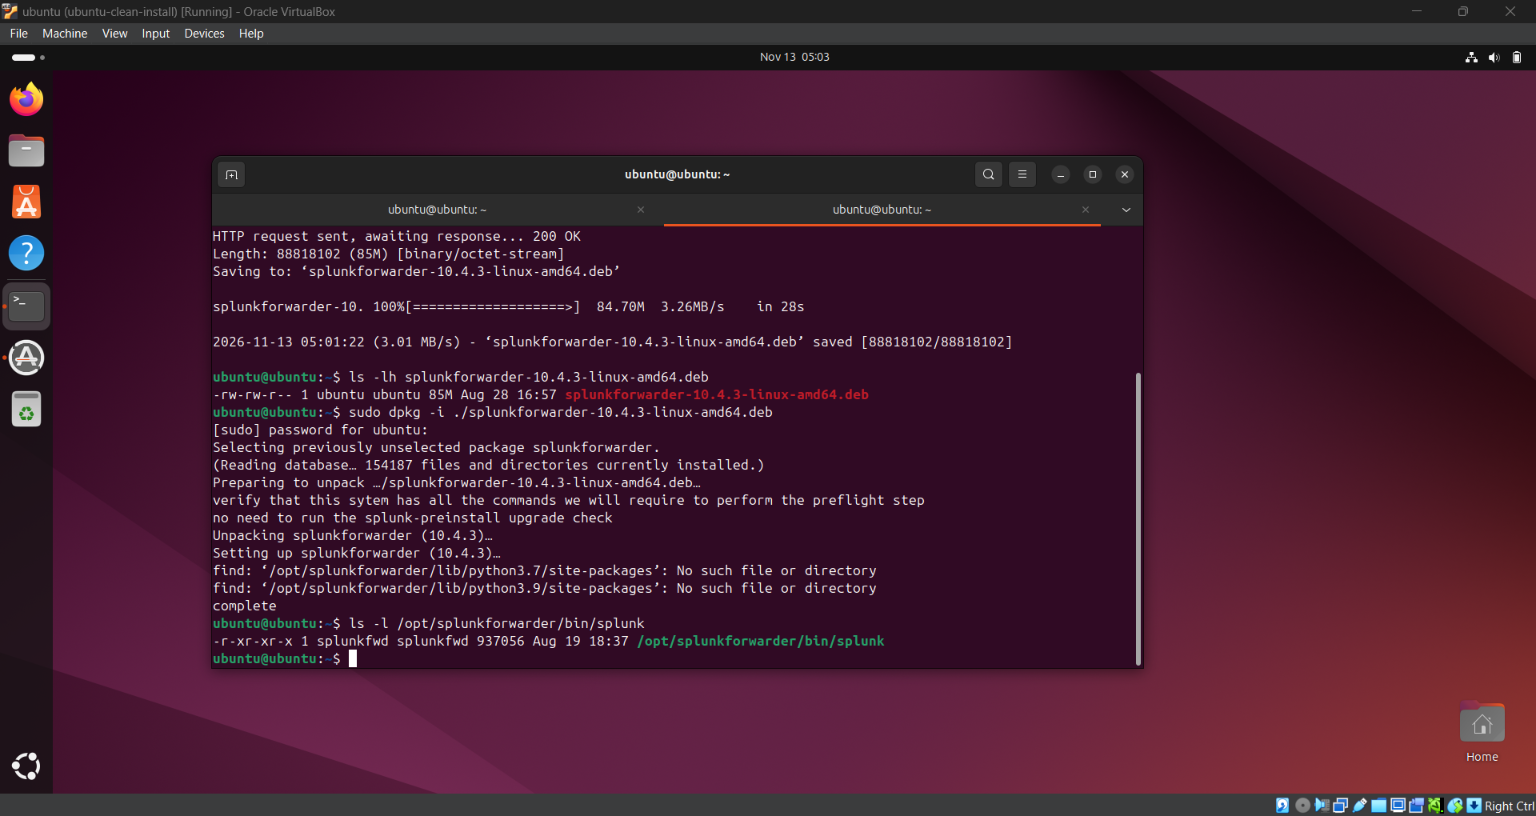 ubuntu (ubuntu-clean-install) [Running] - Oracle VirtualBox
File Machine View Input Devices Help
Nov 13 05:03
ubuntu@ubuntu: ~
ubuntu@ubuntu: ~
ubuntu@ubuntu: ~
HTTP request sent, awaiting response... 200 OK
Length: 88818102 (85M) [binary/octet-stream]
Saving to: ‘splunkforwarder-10.4.3-linux-amd64.deb’
splunkforwarder-10. 100%[===================>]  84.70M  3.26MB/s    in 28s
2026-11-13 05:01:22 (3.01 MB/s) - ‘splunkforwarder-10.4.3-linux-amd64.deb’ saved [88818102/88818102]
ubuntu@ubuntu:~$ ls -lh splunkforwarder-10.4.3-linux-amd64.deb
-rw-rw-r-- 1 ubuntu ubuntu 85M Aug 28 16:57 splunkforwarder-10.4.3-linux-amd64.deb
ubuntu@ubuntu:~$ sudo dpkg -i ./splunkforwarder-10.4.3-linux-amd64.deb
[sudo] password for ubuntu:
Selecting previously unselected package splunkforwarder.
(Reading database… 154187 files and directories currently installed.)
Preparing to unpack …/splunkforwarder-10.4.3-linux-amd64.deb…
verify that this sytem has all the commands we will require to perform the preflight step
no need to run the splunk-preinstall upgrade check
Unpacking splunkforwarder (10.4.3)…
Setting up splunkforwarder (10.4.3)…
find: ‘/opt/splunkforwarder/lib/python3.7/site-packages’: No such file or directory
find: ‘/opt/splunkforwarder/lib/python3.9/site-packages’: No such file or directory
complete
ubuntu@ubuntu:~$ ls -l /opt/splunkforwarder/bin/splunk
-r-xr-xr-x 1 splunkfwd splunkfwd 937056 Aug 19 18:37 /opt/splunkforwarder/bin/splunk
ubuntu@ubuntu:~$
Home
Right Ctrl